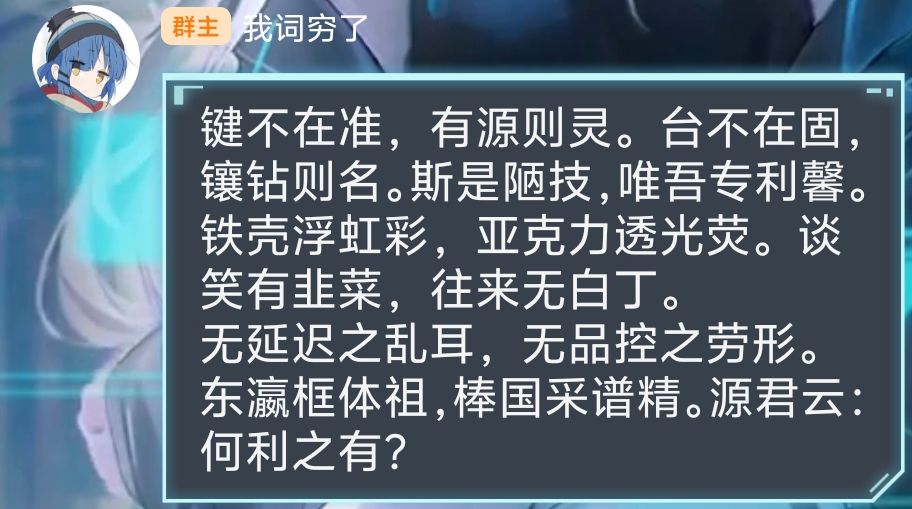 群主 我词穷了
键不在准，有源则灵。台不在固，
镶钻则名。斯是陋技,唯吾专利馨。
铁壳浮虹彩，亚克力透光荧。谈
笑有韭菜，往来无白丁。
无延迟之乱耳，无品控之劳形。
东瀛框体祖,棒国采谱精。源君云：
何利之有？